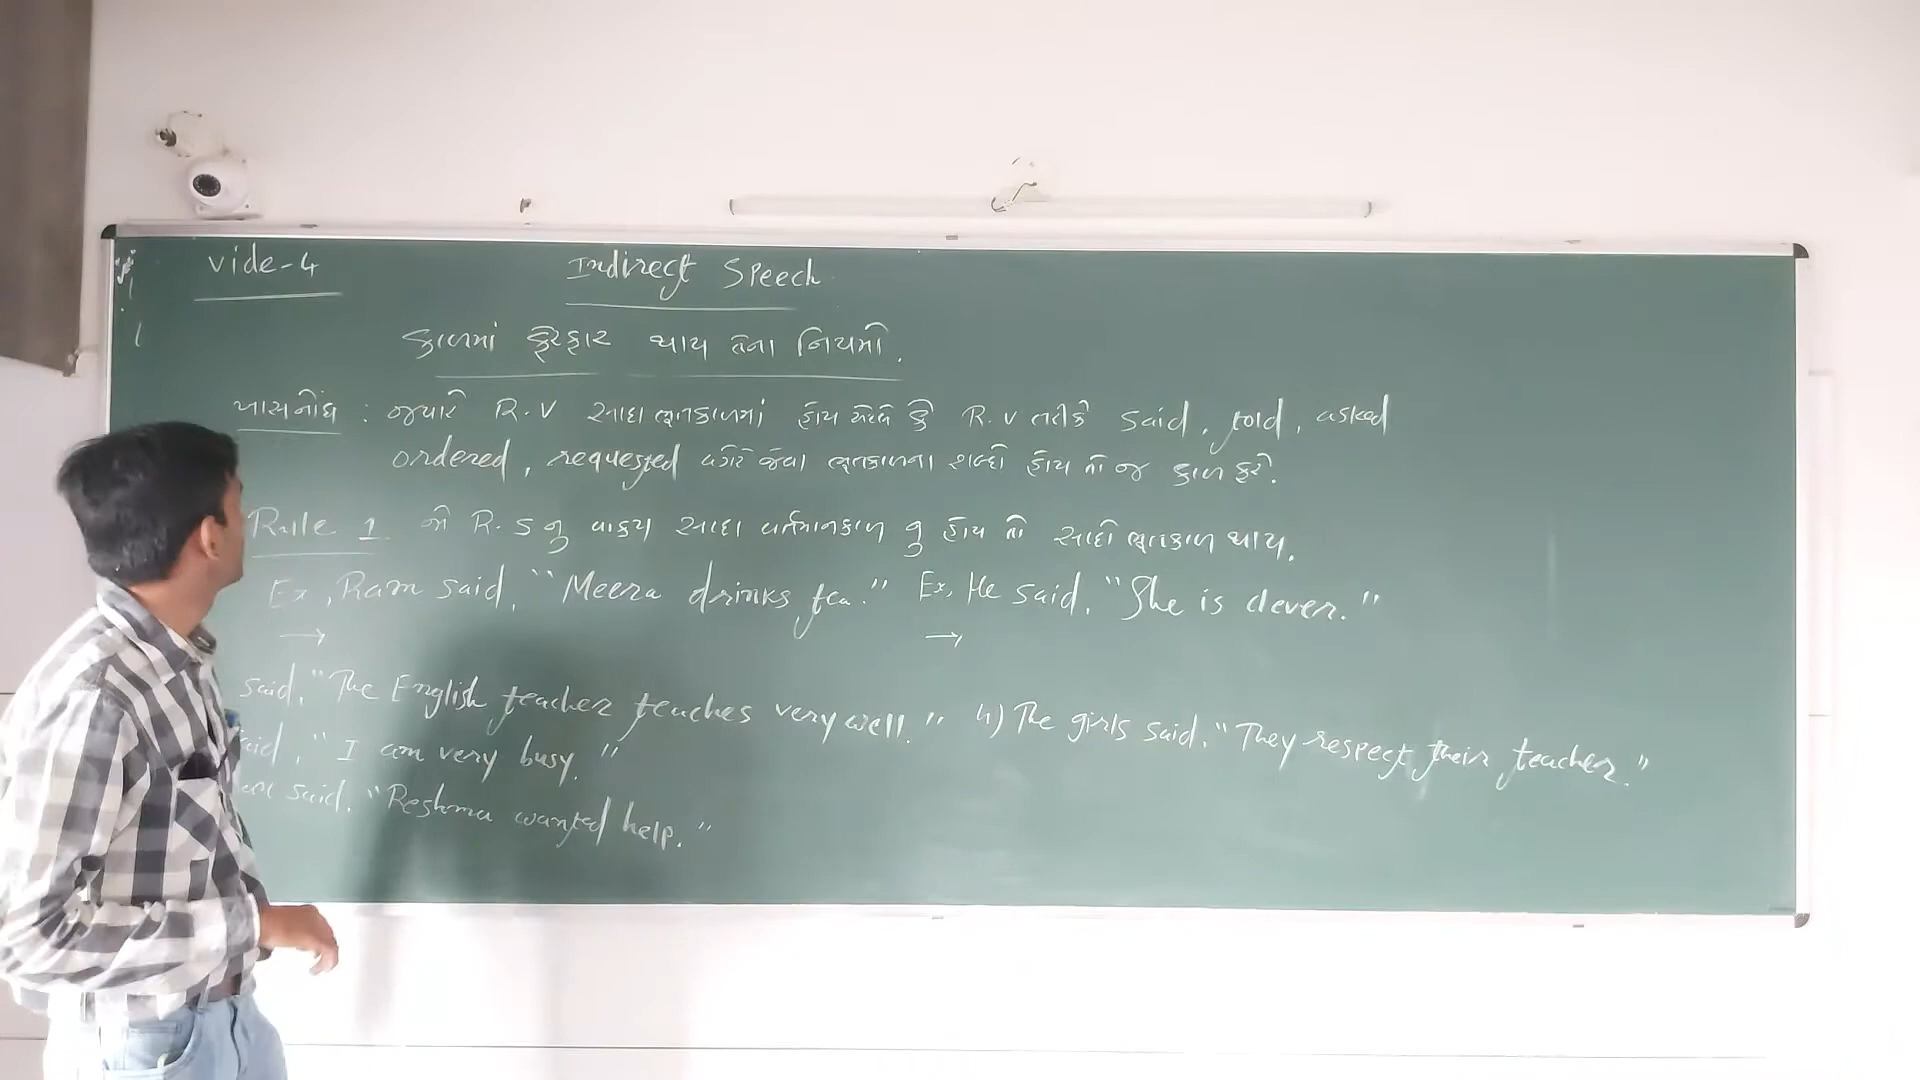 vide-4
Indirect Speech
કાળમાં ફેરફાર થાય તેના નિયમો.
ખાસનોંધ : જ્યારે R.V સાદા ભૂતકાળમાં હોય એટલે કે R.V તરીકે said, told, asked
ordered, requested વગેરે જેવા ભૂતકાળના શબ્દો હોય તો જ કાળ ફરે.
Rule 1 જો R.S નુ વાક્ય સાદા વર્તમાનકાળ નુ હોય તો સાદો ભૂતકાળ થાય.
Ex, Ram said, "Meera drinks tea." Ex, He said, "She is clever."
→ →
said, "The English teacher teaches very well." 4) The girls said, "They respect their teacher."
said, "I am very busy."
said, "Reshma wanted help."